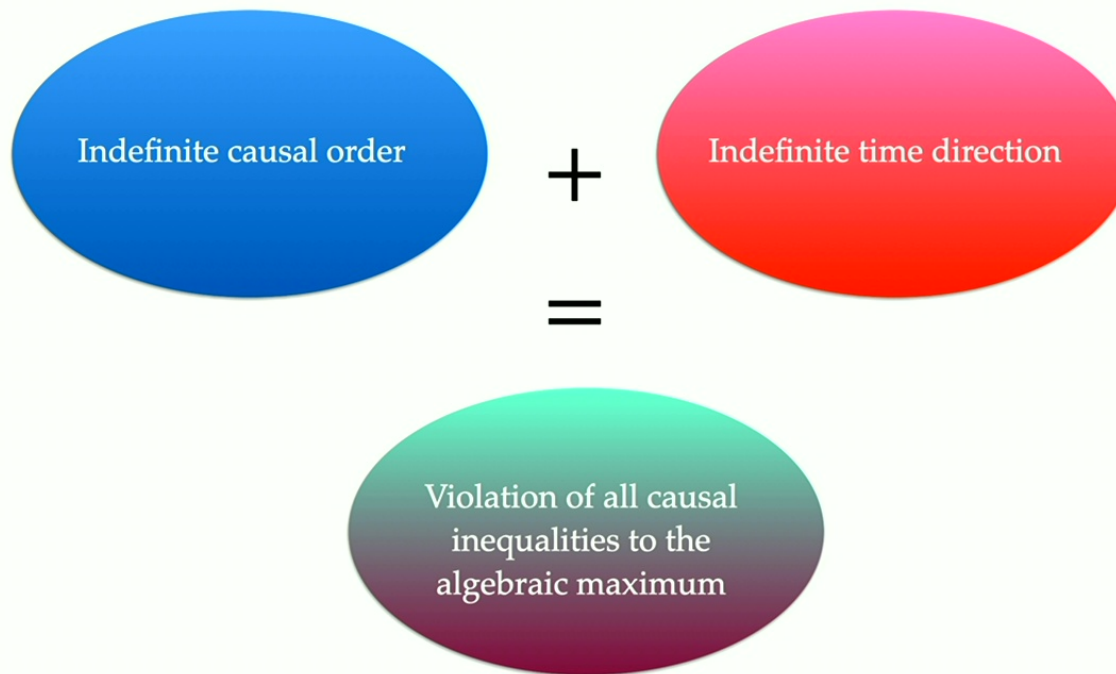 Indefinite causal order
+
Indefinite time direction
=
Violation of all causal
inequalities to the
algebraic maximum